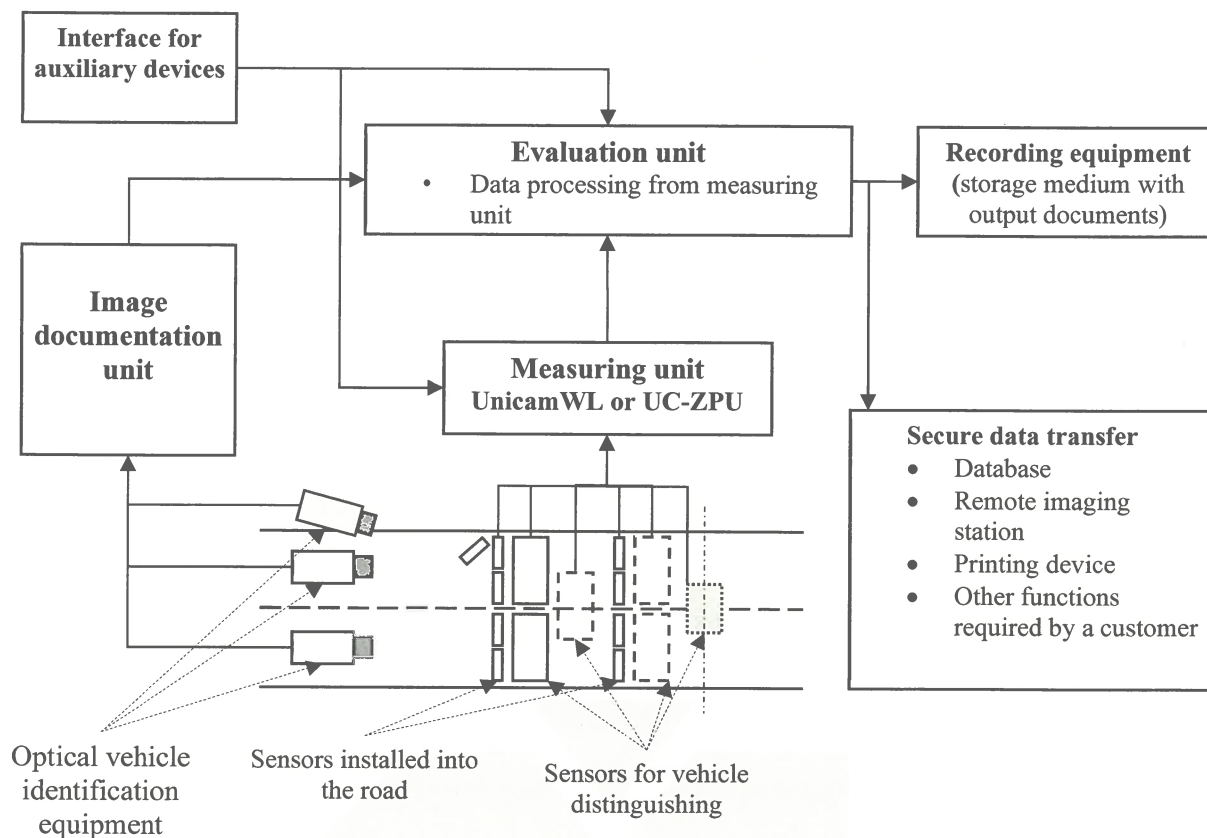 Interface for
auxiliary devices
Evaluation unit
• Data processing from measuring
unit
Recording equipment
(storage medium with
output documents)
Image
documentation
unit
Measuring unit
UnicamWL or UC-ZPU
Secure data transfer
• Database
• Remote imaging
station
• Printing device
• Other functions
required by a customer
Optical vehicle
identification
equipment
Sensors installed into
the road
Sensors for vehicle
distinguishing